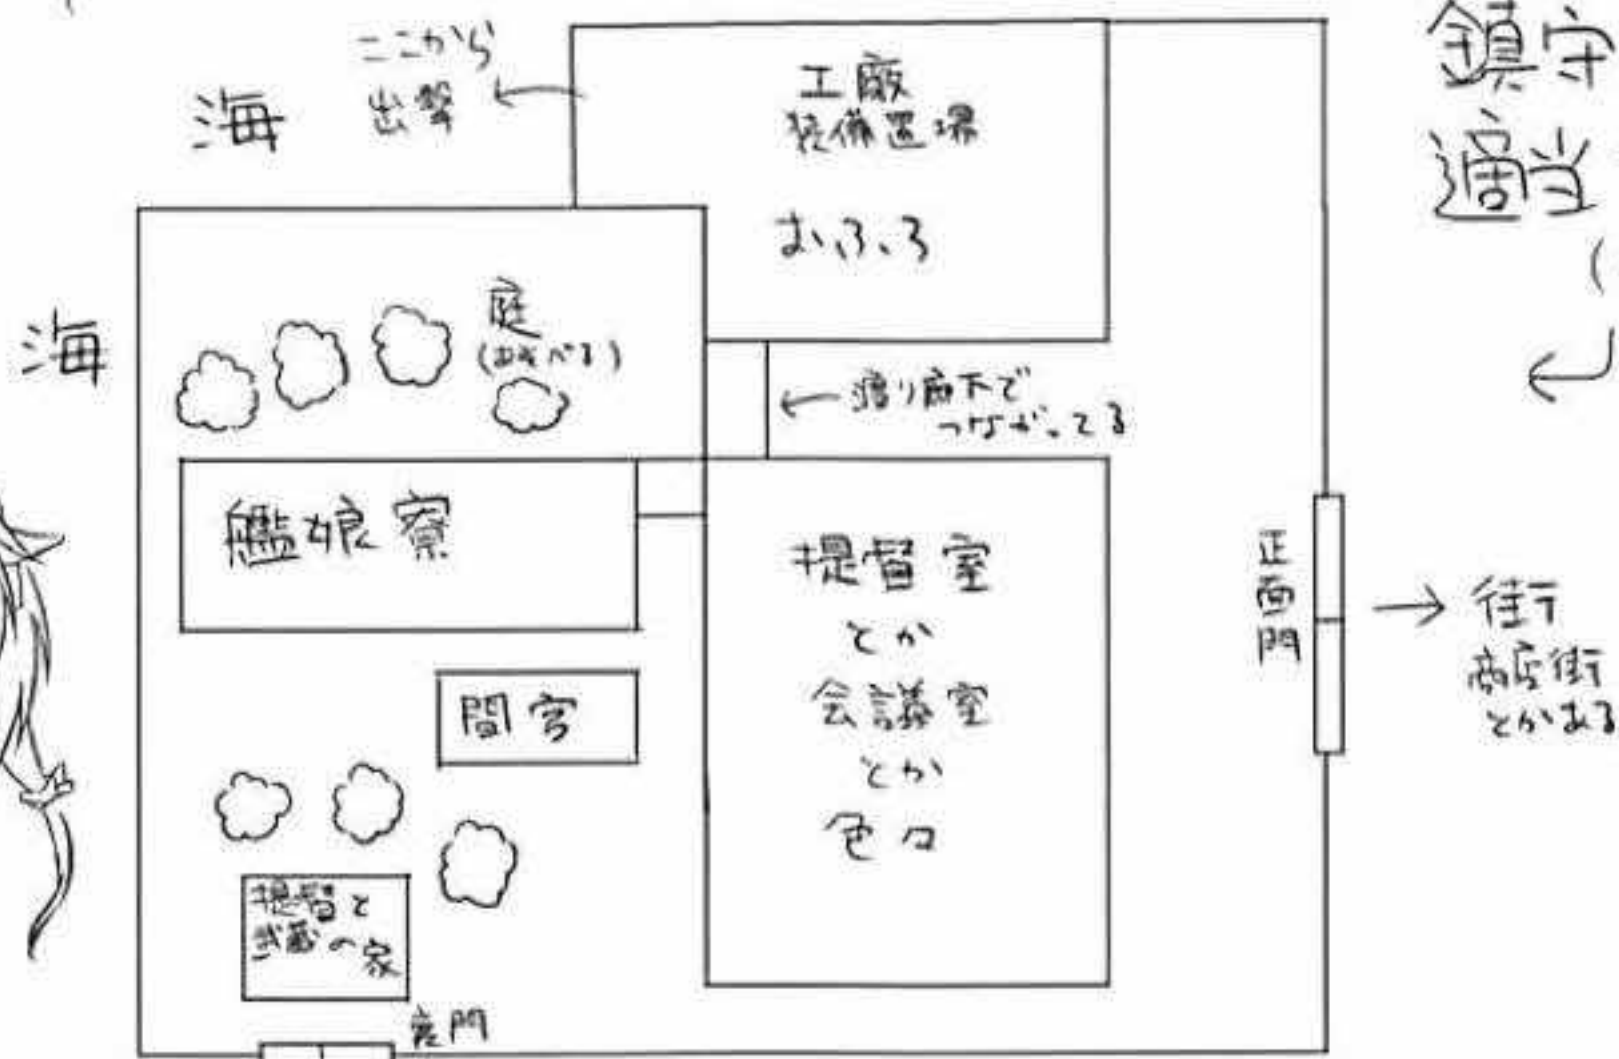 鎮守
適当
ここから
出撃
海
工廠
装備置場
おふろ
海
庭
(あそべる)
渡り廊下で
つながってる
艦娘寮
提督室
とか
会議室
とか
色々
正面門
街
商店街
とかある
間宮
提督と
武蔵の家
裏門